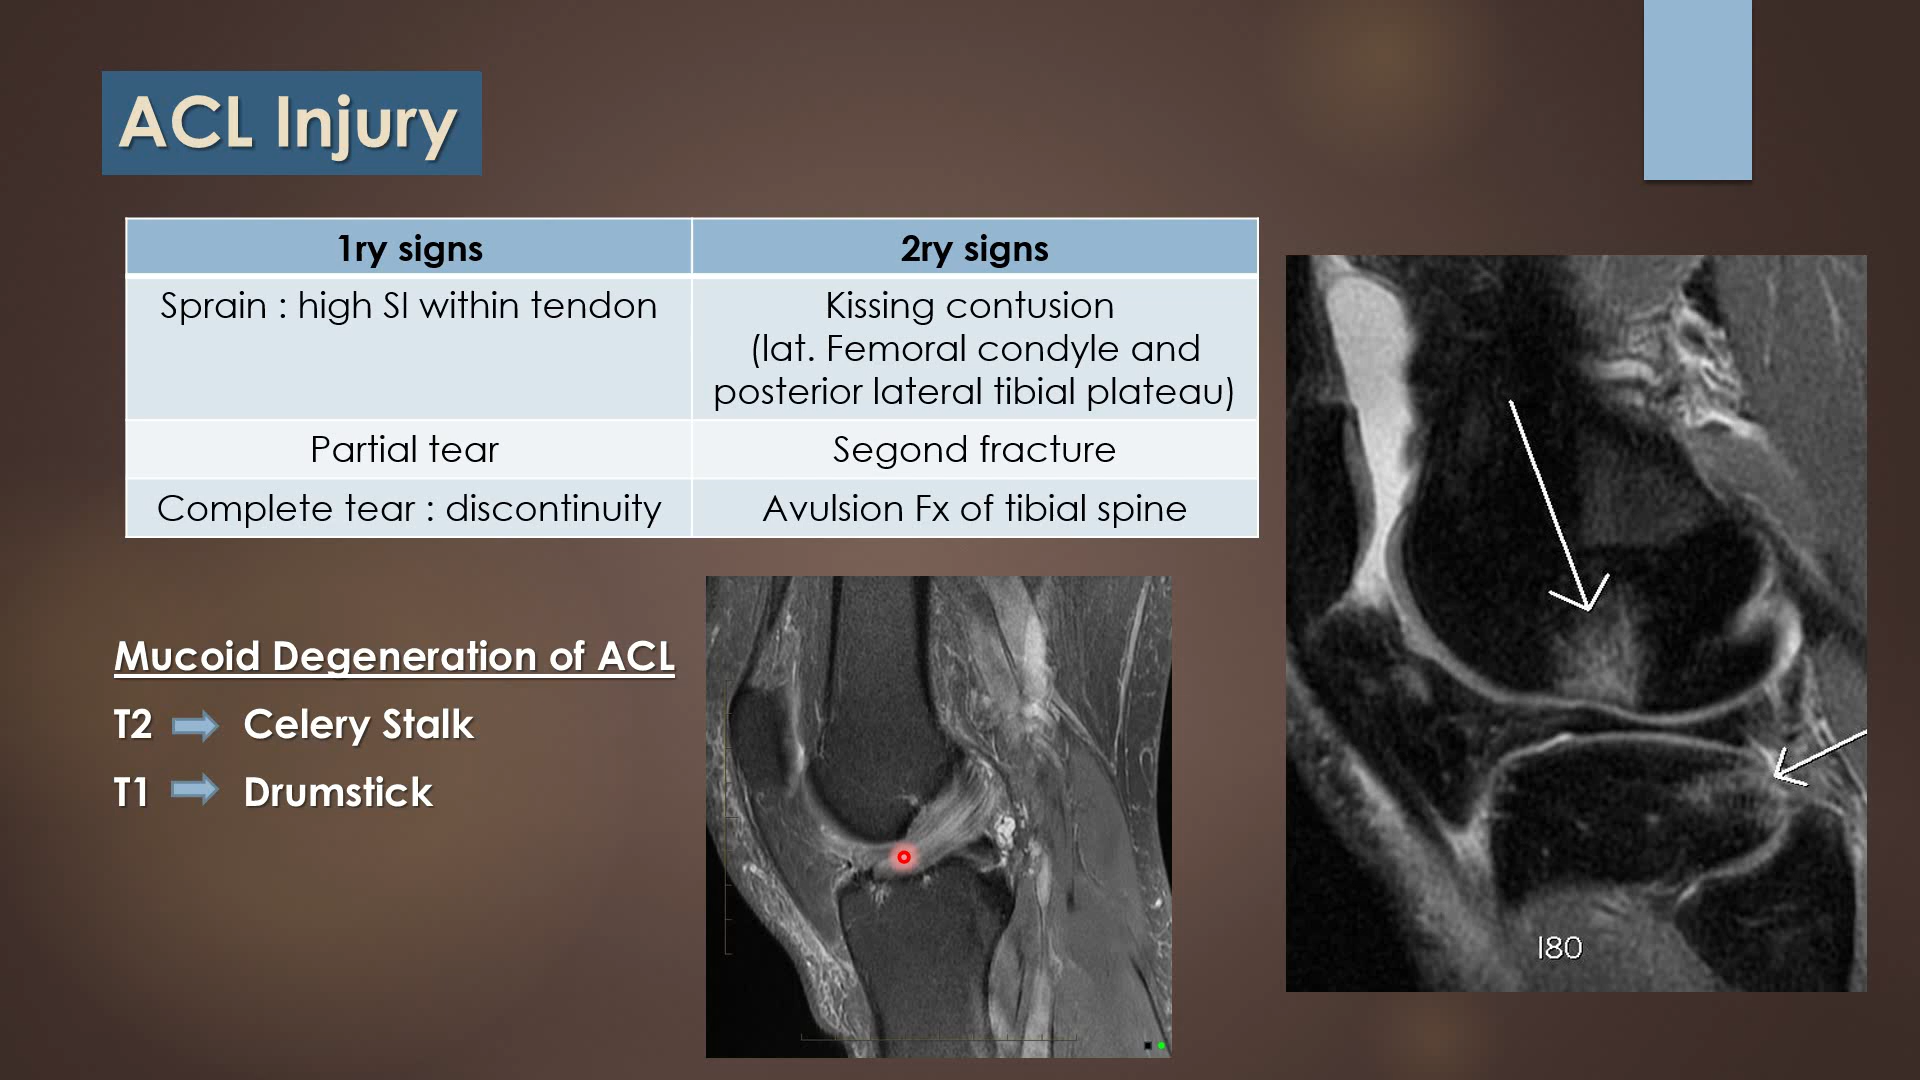 ACL Injury
1ry signs
2ry signs
Sprain : high SI within tendon
Kissing contusion
(lat. Femoral condyle and
posterior lateral tibial plateau)
Partial tear
Segond fracture
Complete tear : discontinuity
Avulsion Fx of tibial spine
Mucoid Degeneration of ACL
T2 Celery Stalk
T1 Drumstick
I80